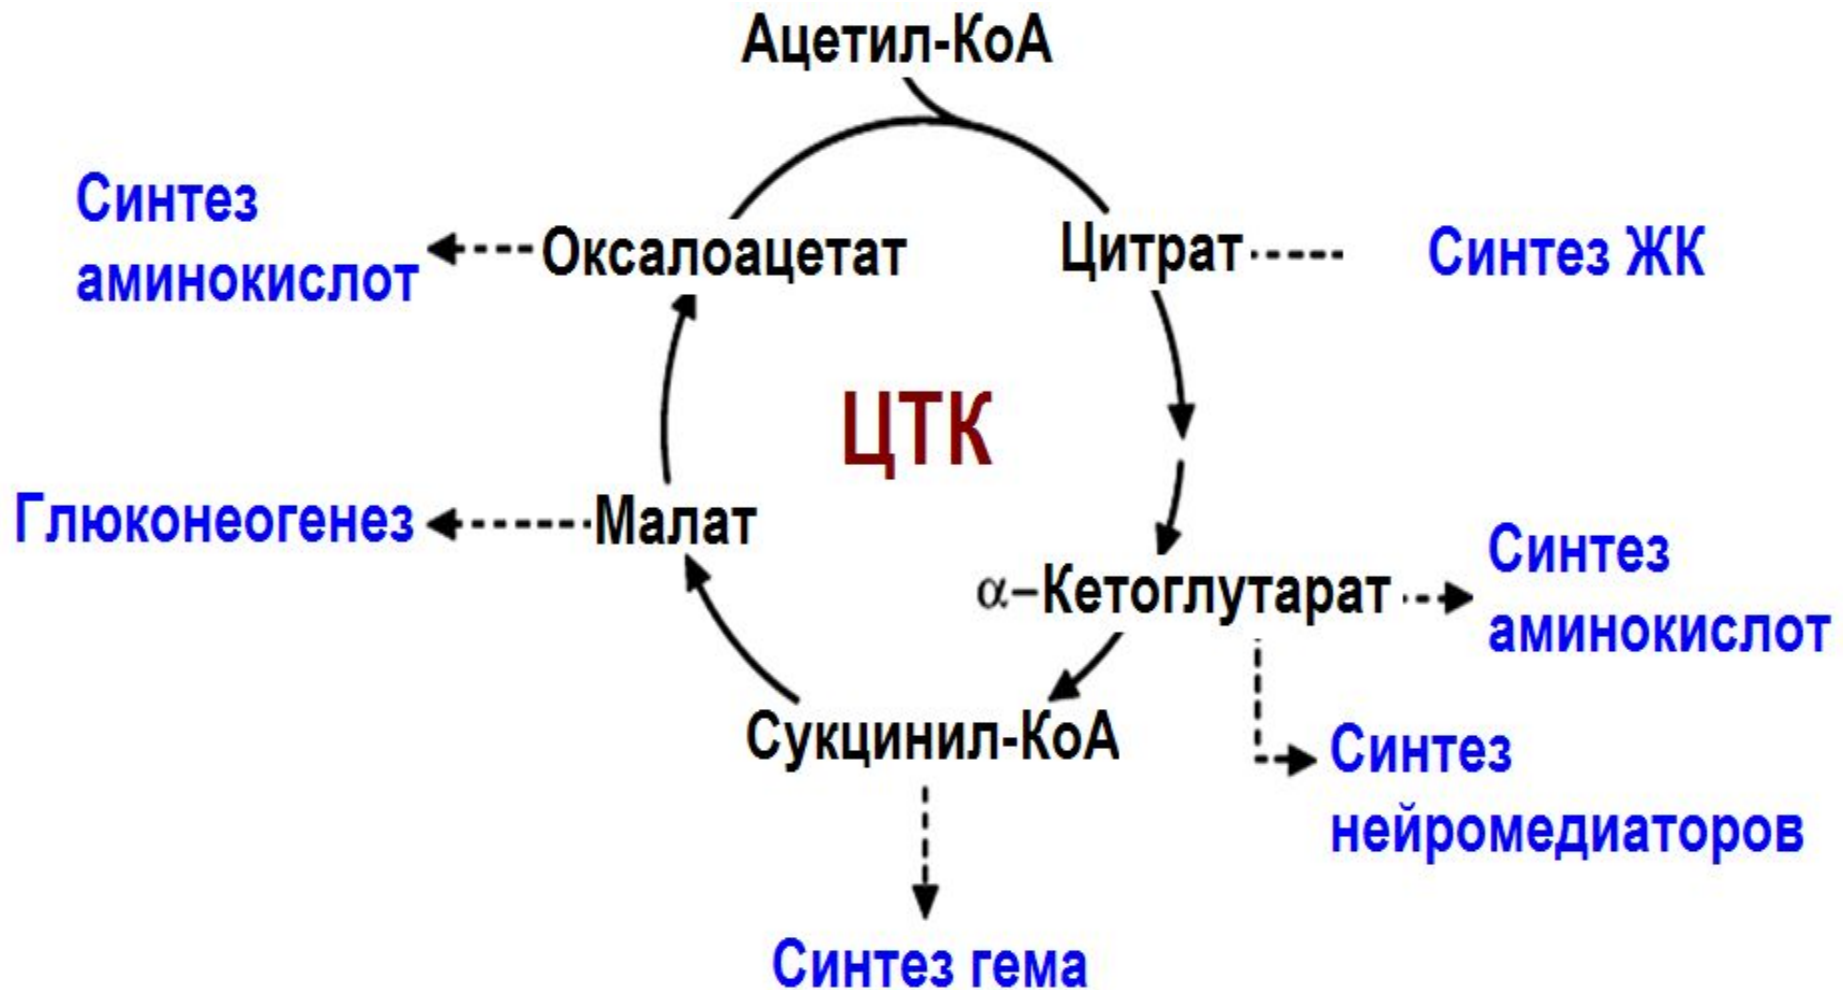 Ацетил-КоА
Синтез
аминокислот
Оксалоацетат
Цитрат
Синтез ЖК
ЦТК
Глюконеогенез
Малат
α–Кетоглутарат
Синтез
аминокислот
Сукцинил-КоА
Синтез
нейромедиаторов
Синтез гема